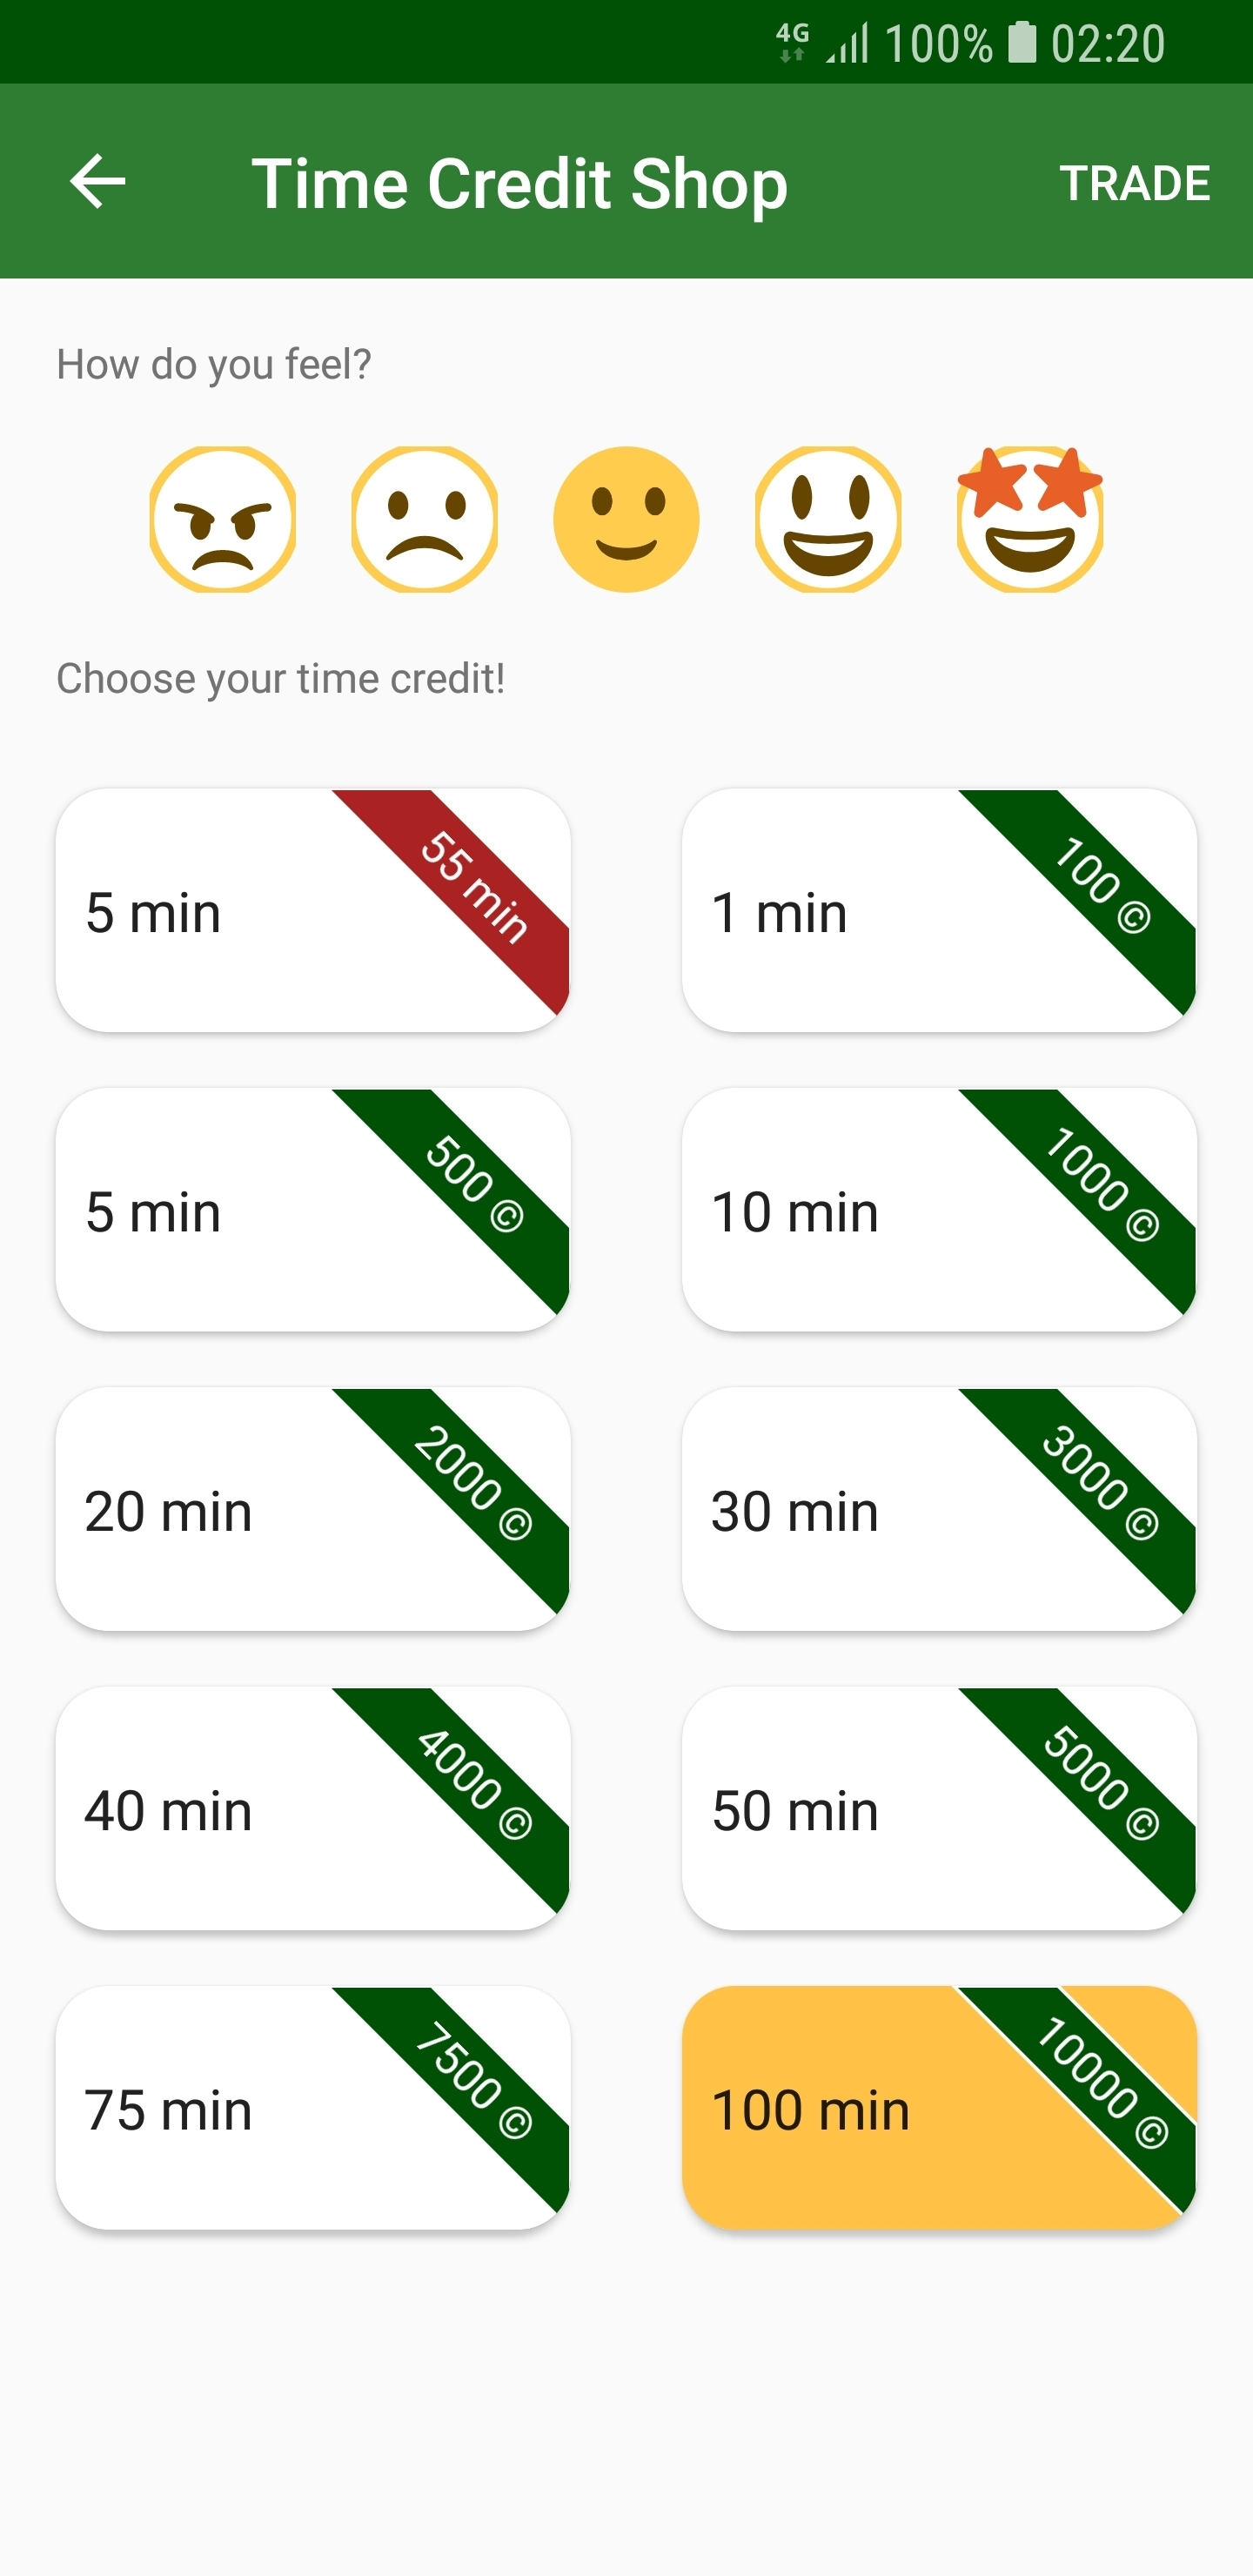 4G 100% 02:20
Time Credit Shop TRADE
How do you feel?
Choose your time credit!
5 min 55 min
1 min 100 ©
5 min 500 ©
10 min 1000 ©
20 min 2000 ©
30 min 3000 ©
40 min 4000 ©
50 min 5000 ©
75 min 7500 ©
100 min 10000 ©